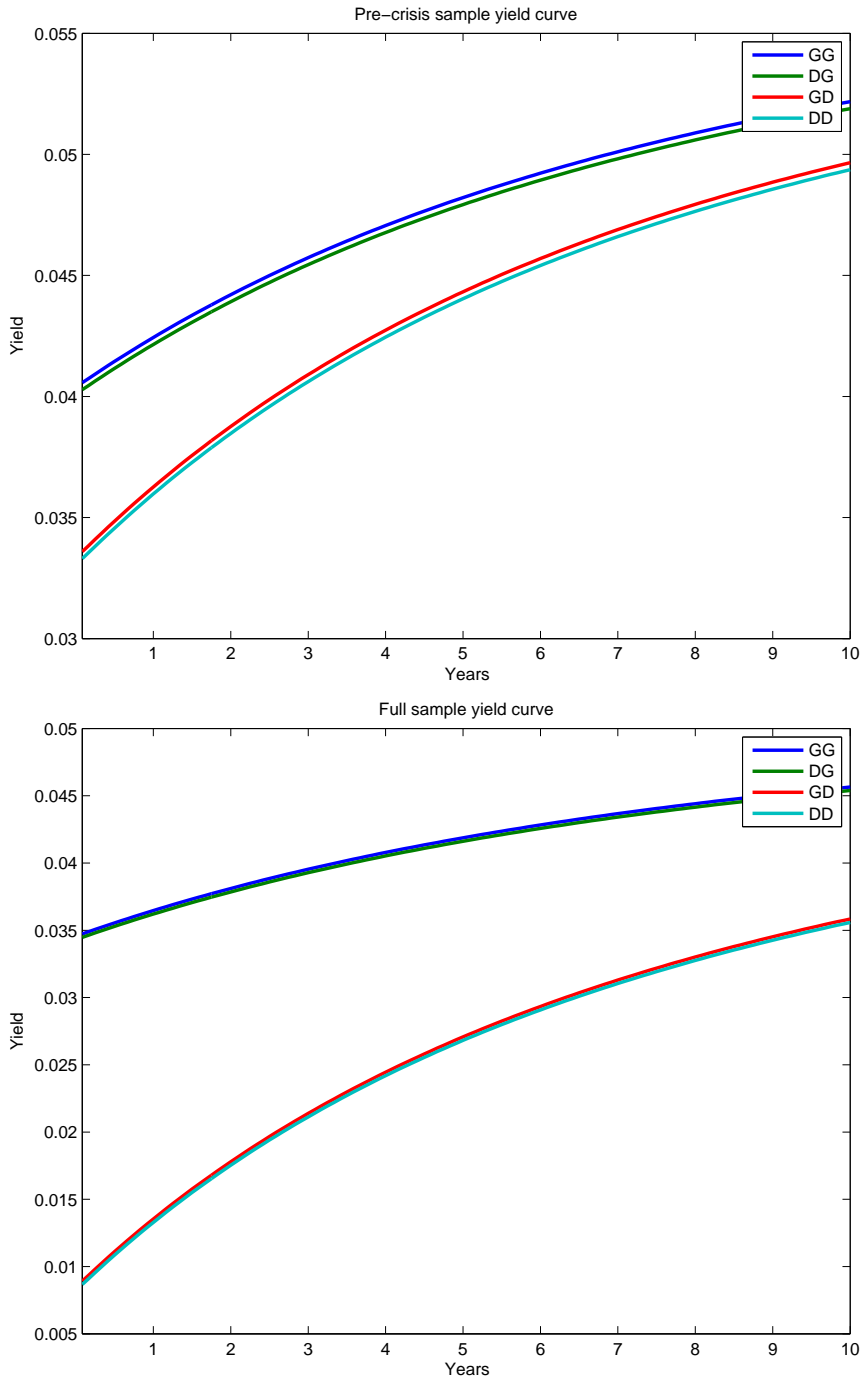 Pre−crisis sample yield curve
0.055
0.05
0.045
0.04
0.035
0.03
Yield
GG
DG
GD
DD
1 2 3 4 5 6 7 8 9 10
Years
Full sample yield curve
0.05
0.045
0.04
0.035
0.03
0.025
0.02
0.015
0.01
0.005
Yield
GG
DG
GD
DD
1 2 3 4 5 6 7 8 9 10
Years